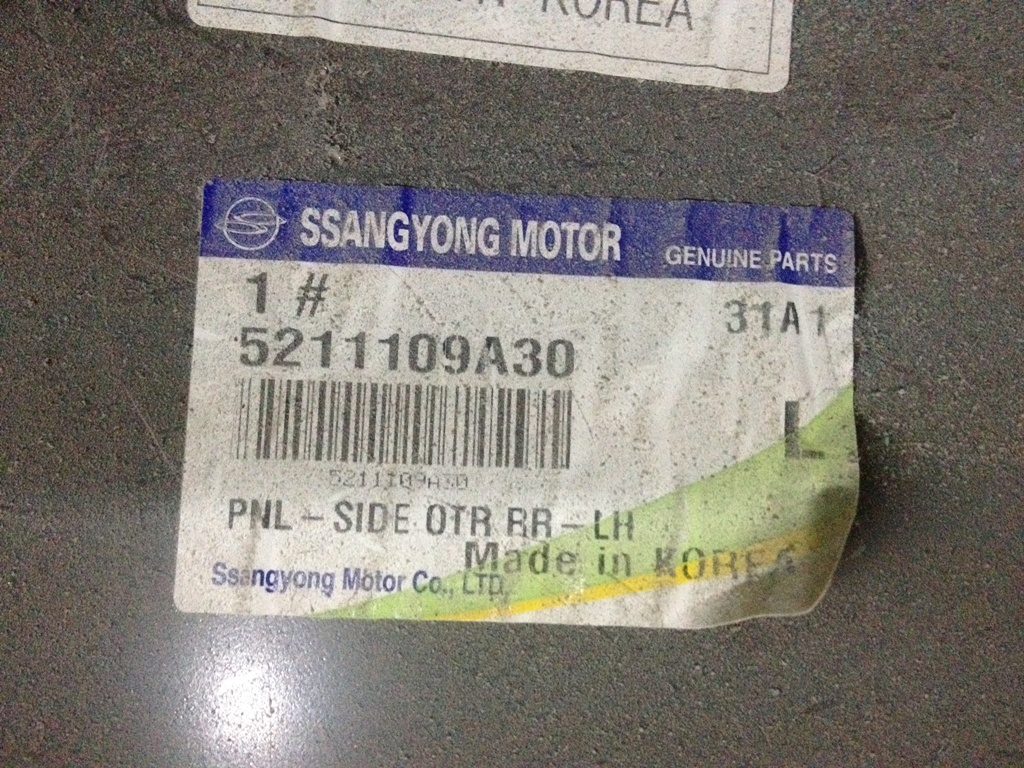 KOREA
SSANGYONG MOTOR GENUINE PARTS
1 # 31A1
5211109A30
L
5211109A30
PNL-SIDE OTR RR-LH
Made in KOREA
Ssangyong Motor Co., LTD.